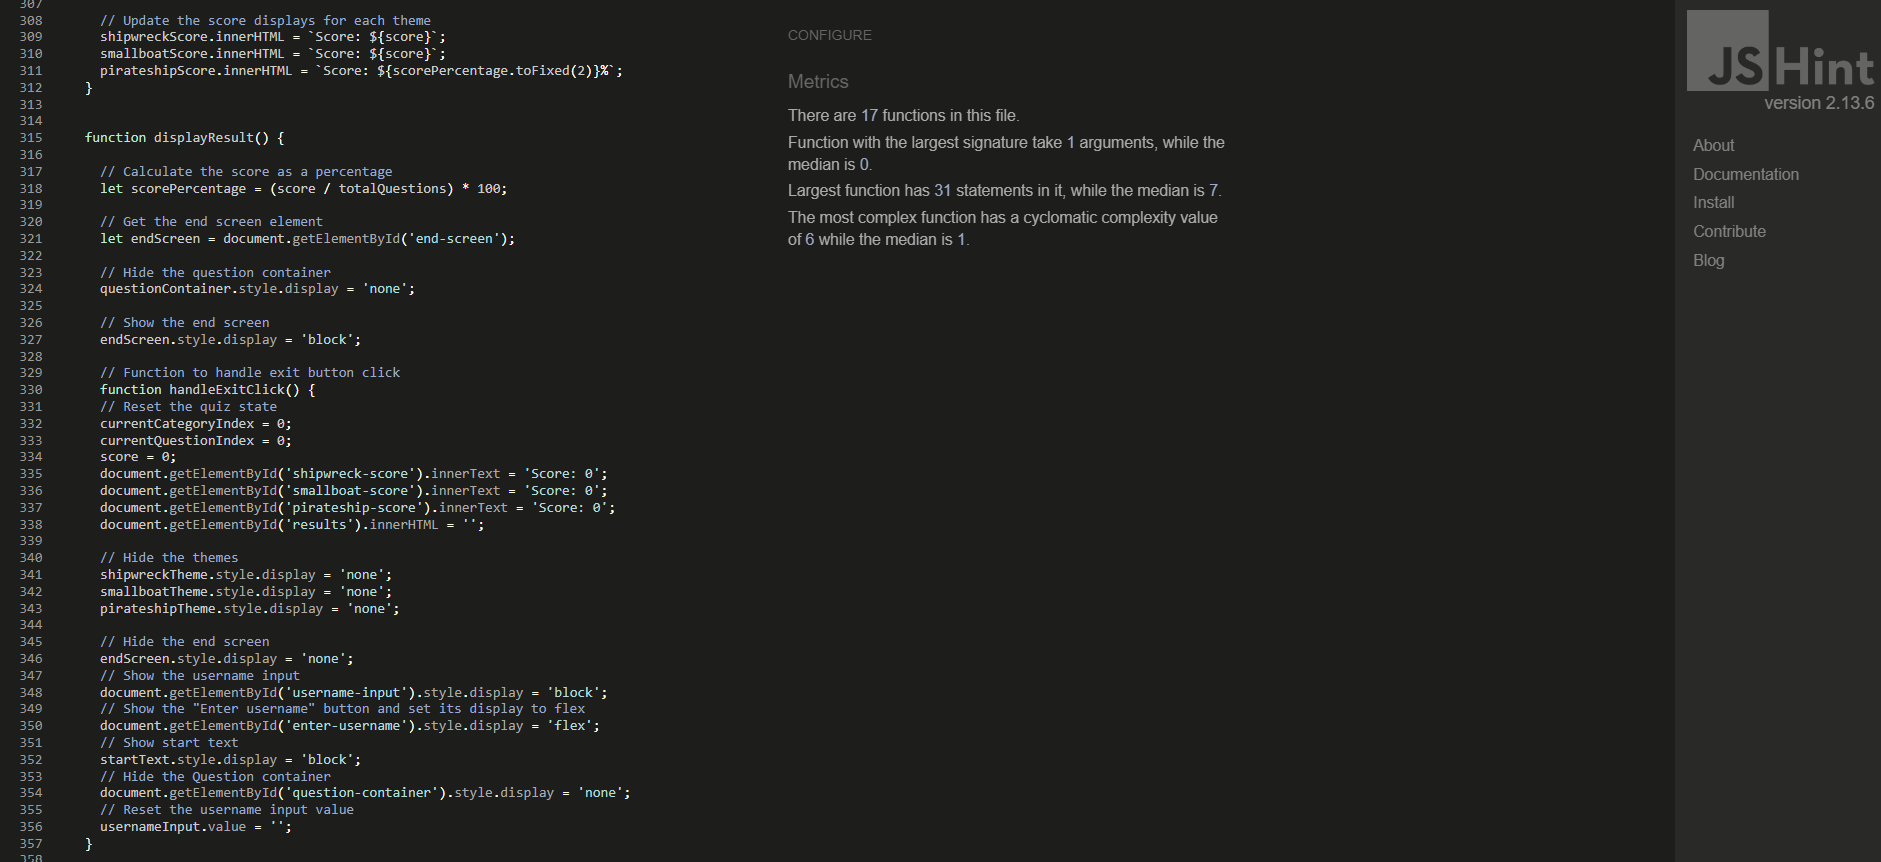 307
308 // Update the score displays for each theme
309 shipwreckScore.innerHTML = `Score: ${score}`;
310 smallboatScore.innerHTML = `Score: ${score}`;
311 pirateshipScore.innerHTML = `Score: ${scorePercentage.toFixed(2)}%`;
312 }
313
314
315 function displayResult() {
316
317 // Calculate the score as a percentage
318 let scorePercentage = (score / totalQuestions) * 100;
319
320 // Get the end screen element
321 let endScreen = document.getElementById('end-screen');
322
323 // Hide the question container
324 questionContainer.style.display = 'none';
325
326 // Show the end screen
327 endScreen.style.display = 'block';
328
329 // Function to handle exit button click
330 function handleExitClick() {
331 // Reset the quiz state
332 currentCategoryIndex = 0;
333 currentQuestionIndex = 0;
334 score = 0;
335 document.getElementById('shipwreck-score').innerText = 'Score: 0';
336 document.getElementById('smallboat-score').innerText = 'Score: 0';
337 document.getElementById('pirateship-score').innerText = 'Score: 0';
338 document.getElementById('results').innerHTML = '';
339
340 // Hide the themes
341 shipwreckTheme.style.display = 'none';
342 smallboatTheme.style.display = 'none';
343 pirateshipTheme.style.display = 'none';
344
345 // Hide the end screen
346 endScreen.style.display = 'none';
347 // Show the username input
348 document.getElementById('username-input').style.display = 'block';
349 // Show the "Enter username" button and set its display to flex
350 document.getElementById('enter-username').style.display = 'flex';
351 // Show start text
352 startText.style.display = 'block';
353 // Hide the Question container
354 document.getElementById('question-container').style.display = 'none';
355 // Reset the username input value
356 usernameInput.value = '';
357 }
358
CONFIGURE
Metrics
There are 17 functions in this file.
Function with the largest signature take 1 arguments, while the
median is 0.
Largest function has 31 statements in it, while the median is 7.
The most complex function has a cyclomatic complexity value
of 6 while the median is 1.
JSHint
version 2.13.6
About
Documentation
Install
Contribute
Blog